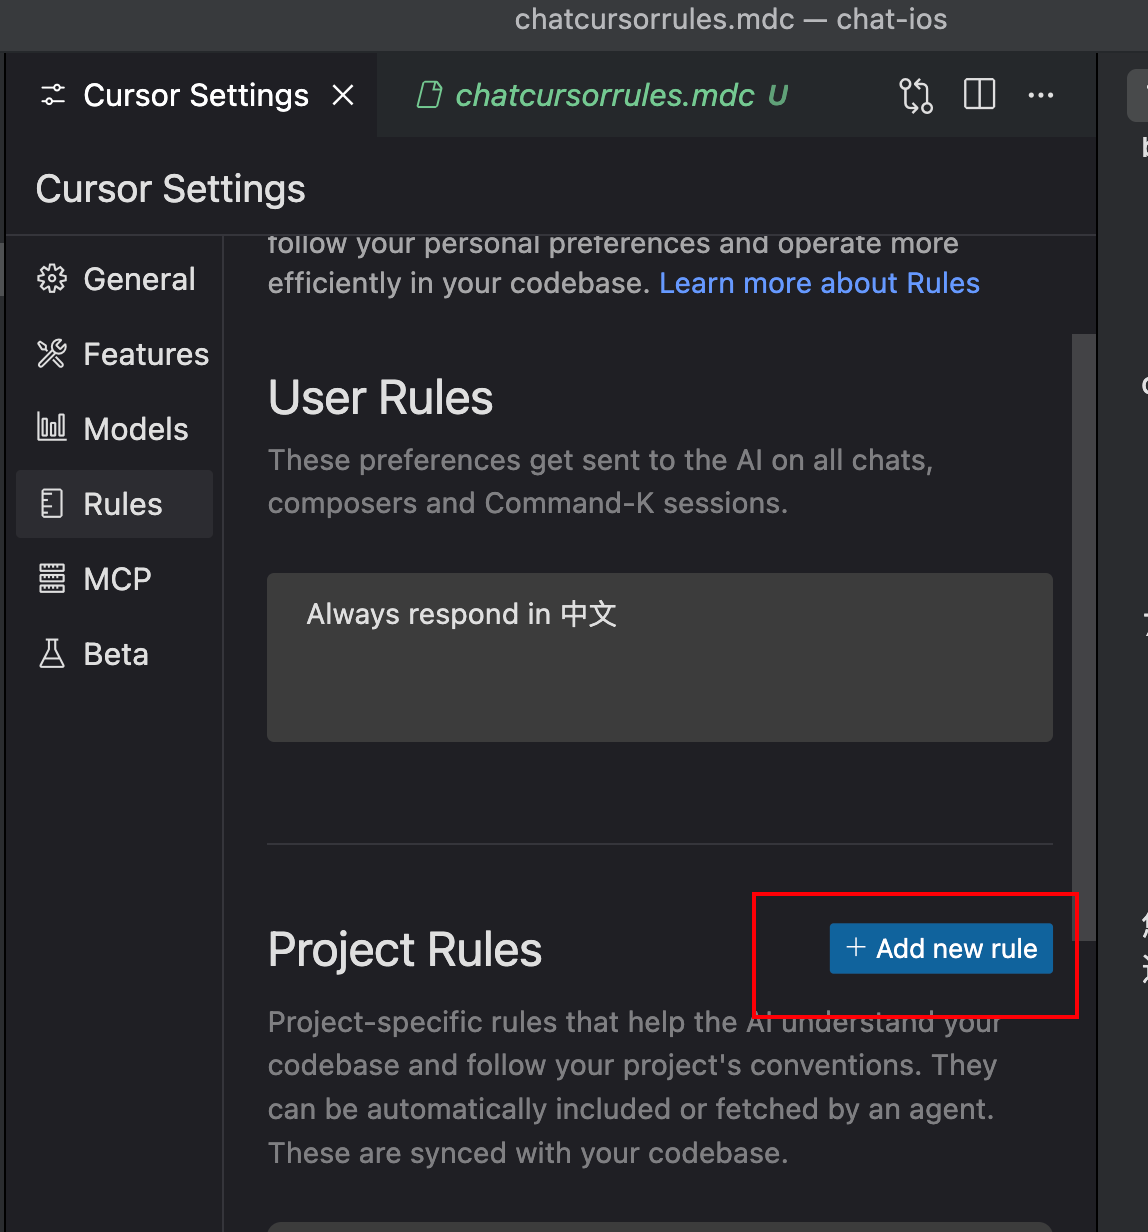 chatcursorrules.mdc — chat-ios
Cursor Settings
chatcursorrules.mdc U
Cursor Settings
General
Features
Models
Rules
MCP
Beta
follow your personal preferences and operate more
efficiently in your codebase. Learn more about Rules
User Rules
These preferences get sent to the AI on all chats,
composers and Command-K sessions.
Always respond in 中文
Project Rules
+ Add new rule
Project-specific rules that help the AI understand your
codebase and follow your project's conventions. They
can be automatically included or fetched by an agent.
These are synced with your codebase.